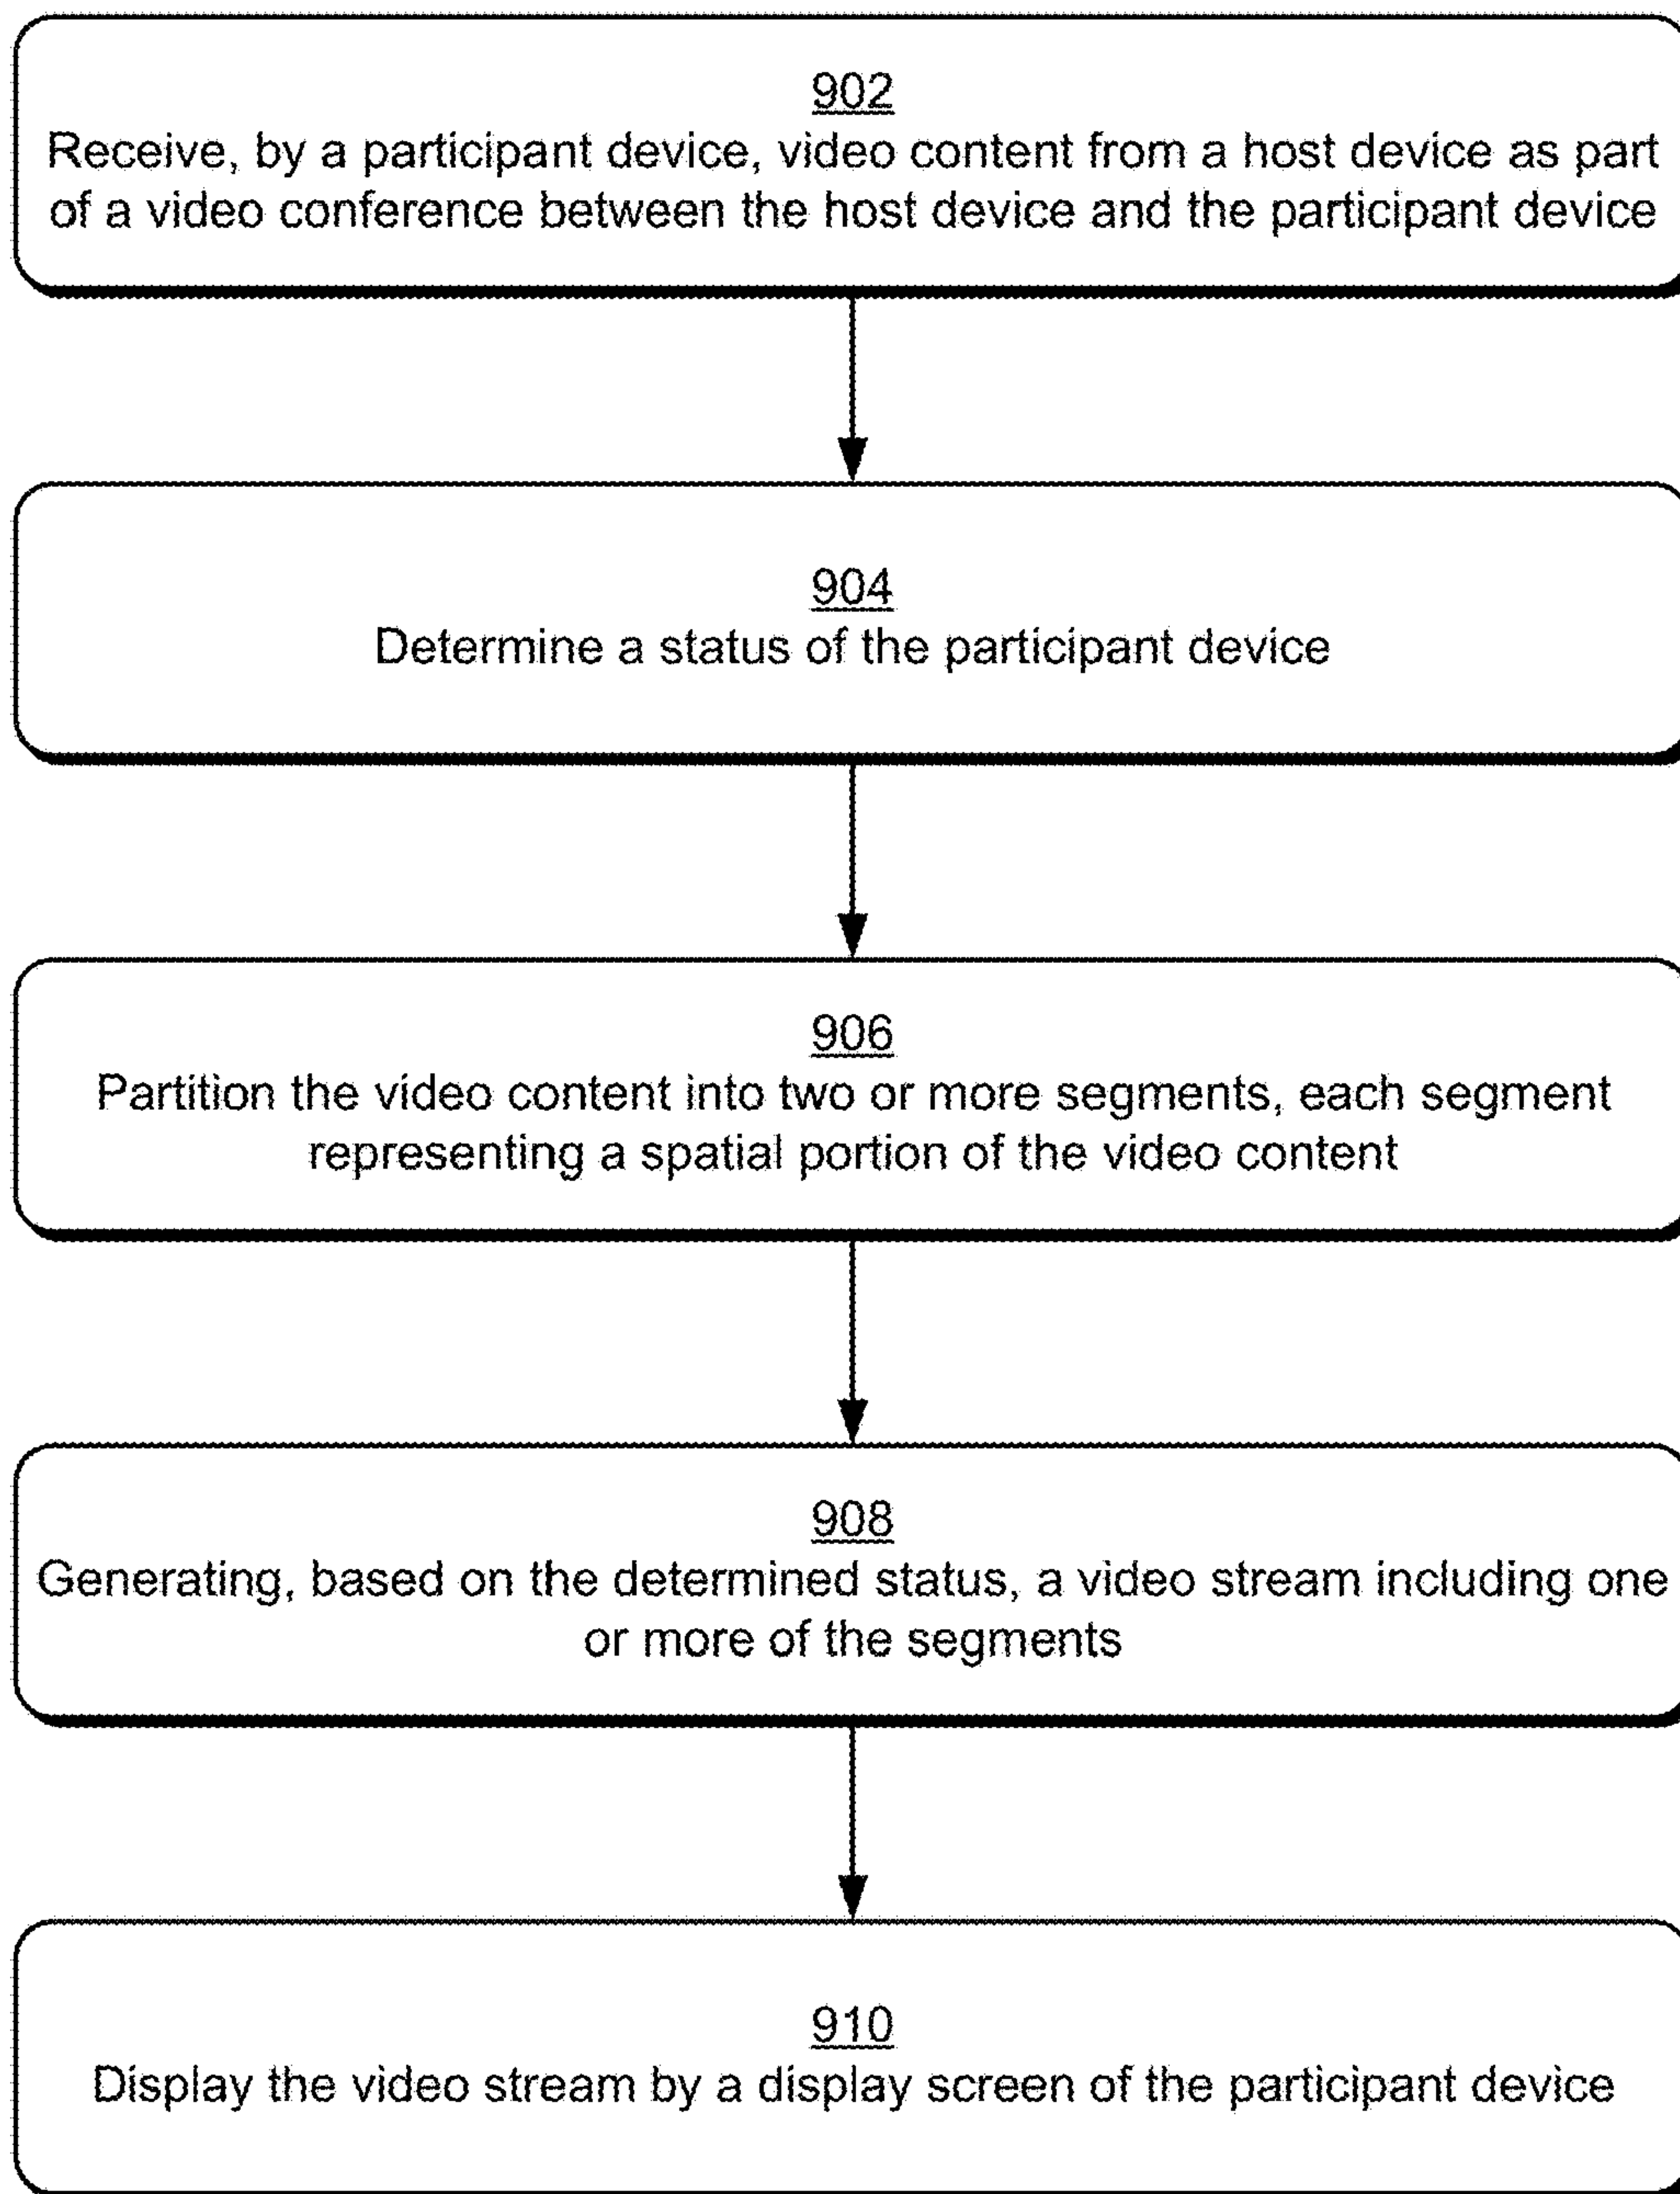 902
Receive, by a participant device, video content from a host device as part
of a video conference between the host device and the participant device
904
Determine a status of the participant device
906
Partition the video content into two or more segments, each segment
representing a spatial portion of the video content
908
Generating, based on the determined status, a video stream including one
or more of the segments
910
Display the video stream by a display screen of the participant device